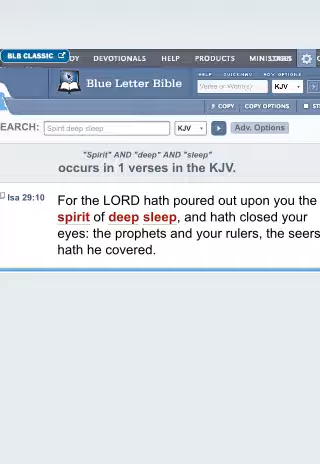 BLB CLASSIC
DY DEVOTIONALS HELP PRODUCTS
HELP QUICKNAV ADV OPTIONS
Blue Letter Bible
Verse or Word(s) KJV
COPY COPY OPTIONS
EARCH: Spirit deep sleep KJV Adv. Options
"Spirit" AND "deep" AND "sleep"
occurs in 1 verses in the KJV.
Isa 29:10 For the LORD hath poured out upon you the
spirit of deep sleep, and hath closed your
eyes: the prophets and your rulers, the seers
hath he covered.